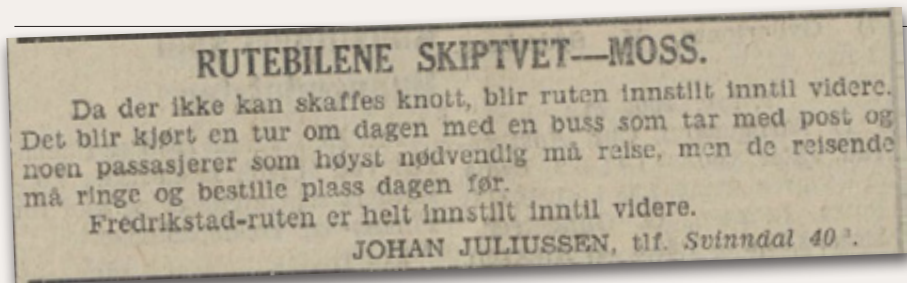 RUTEBILENE SKIPTVET—MOSS.
Da der ikke kan skaffes knott, blir ruten innstilt inntil videre.
Det blir kjørt en tur om dagen med en buss som tar med post og
noen passasjerer som høyst nødvendig må reise, men de reisende
må ringe og bestille plass dagen før.
Fredrikstad-ruten er helt innstilt inntil videre.
JOHAN JULIUSSEN, tlf. Svinndal 40